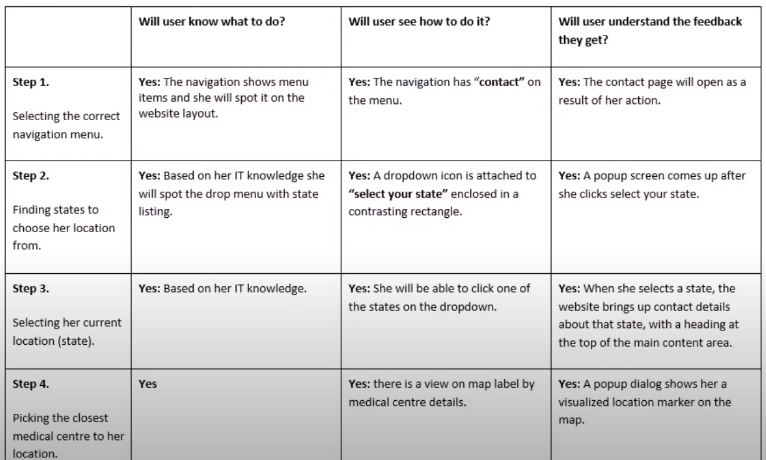 Will user know what to do?
Will user see how to do it?
Will user understand the feedback
they get?
Step 1.
Selecting the correct
navigation menu.
Yes: The navigation shows menu
items and she will spot it on the
website layout.
Yes: The navigation has “contact” on
the menu.
Yes: The contact page will open as a
result of her action.
Step 2.
Finding states to
choose her location
from.
Yes: Based on her IT knowledge she
will spot the drop menu with state
listing.
Yes: A dropdown icon is attached to
“select your state” enclosed in a
contrasting rectangle.
Yes: A popup screen comes up after
she clicks select your state.
Step 3.
Selecting her current
location (state).
Yes: Based on her IT knowledge.
Yes: She will be able to click one of
the states on the dropdown.
Yes: When she selects a state, the
website brings up contact details
about that state, with a heading at
the top of the main content area.
Step 4.
Picking the closest
medical centre to her
location.
Yes
Yes: there is a view on map label by
medical centre details.
Yes: A popup dialog shows her a
visualized location marker on the
map.